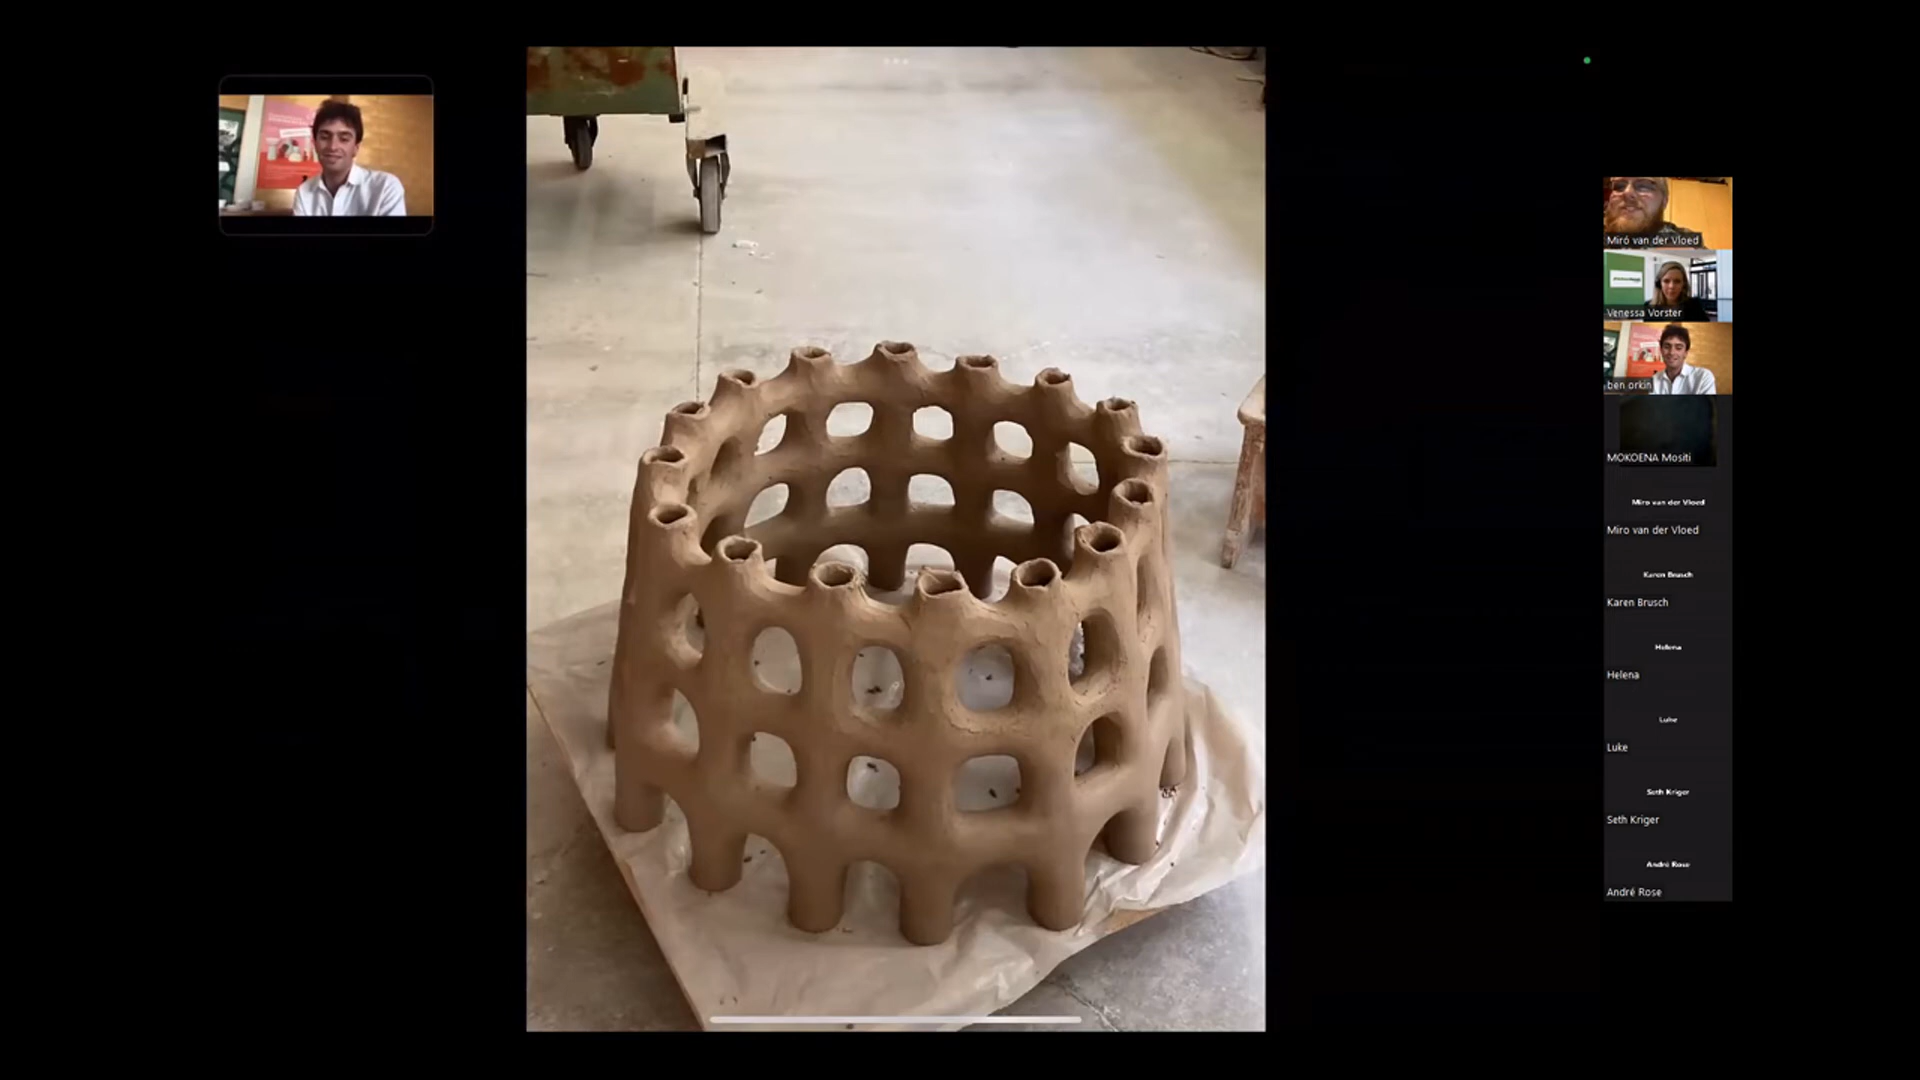 Miró van der Vloed
Venessa Vorster
ben orkin
MOKOENA Mositi
Miro van der Vloed
Miro van der Vloed
Karen Brusch
Karen Brusch
Helena
Helena
Luke
Luke
Seth Kriger
Seth Kriger
André Rose
André Rose